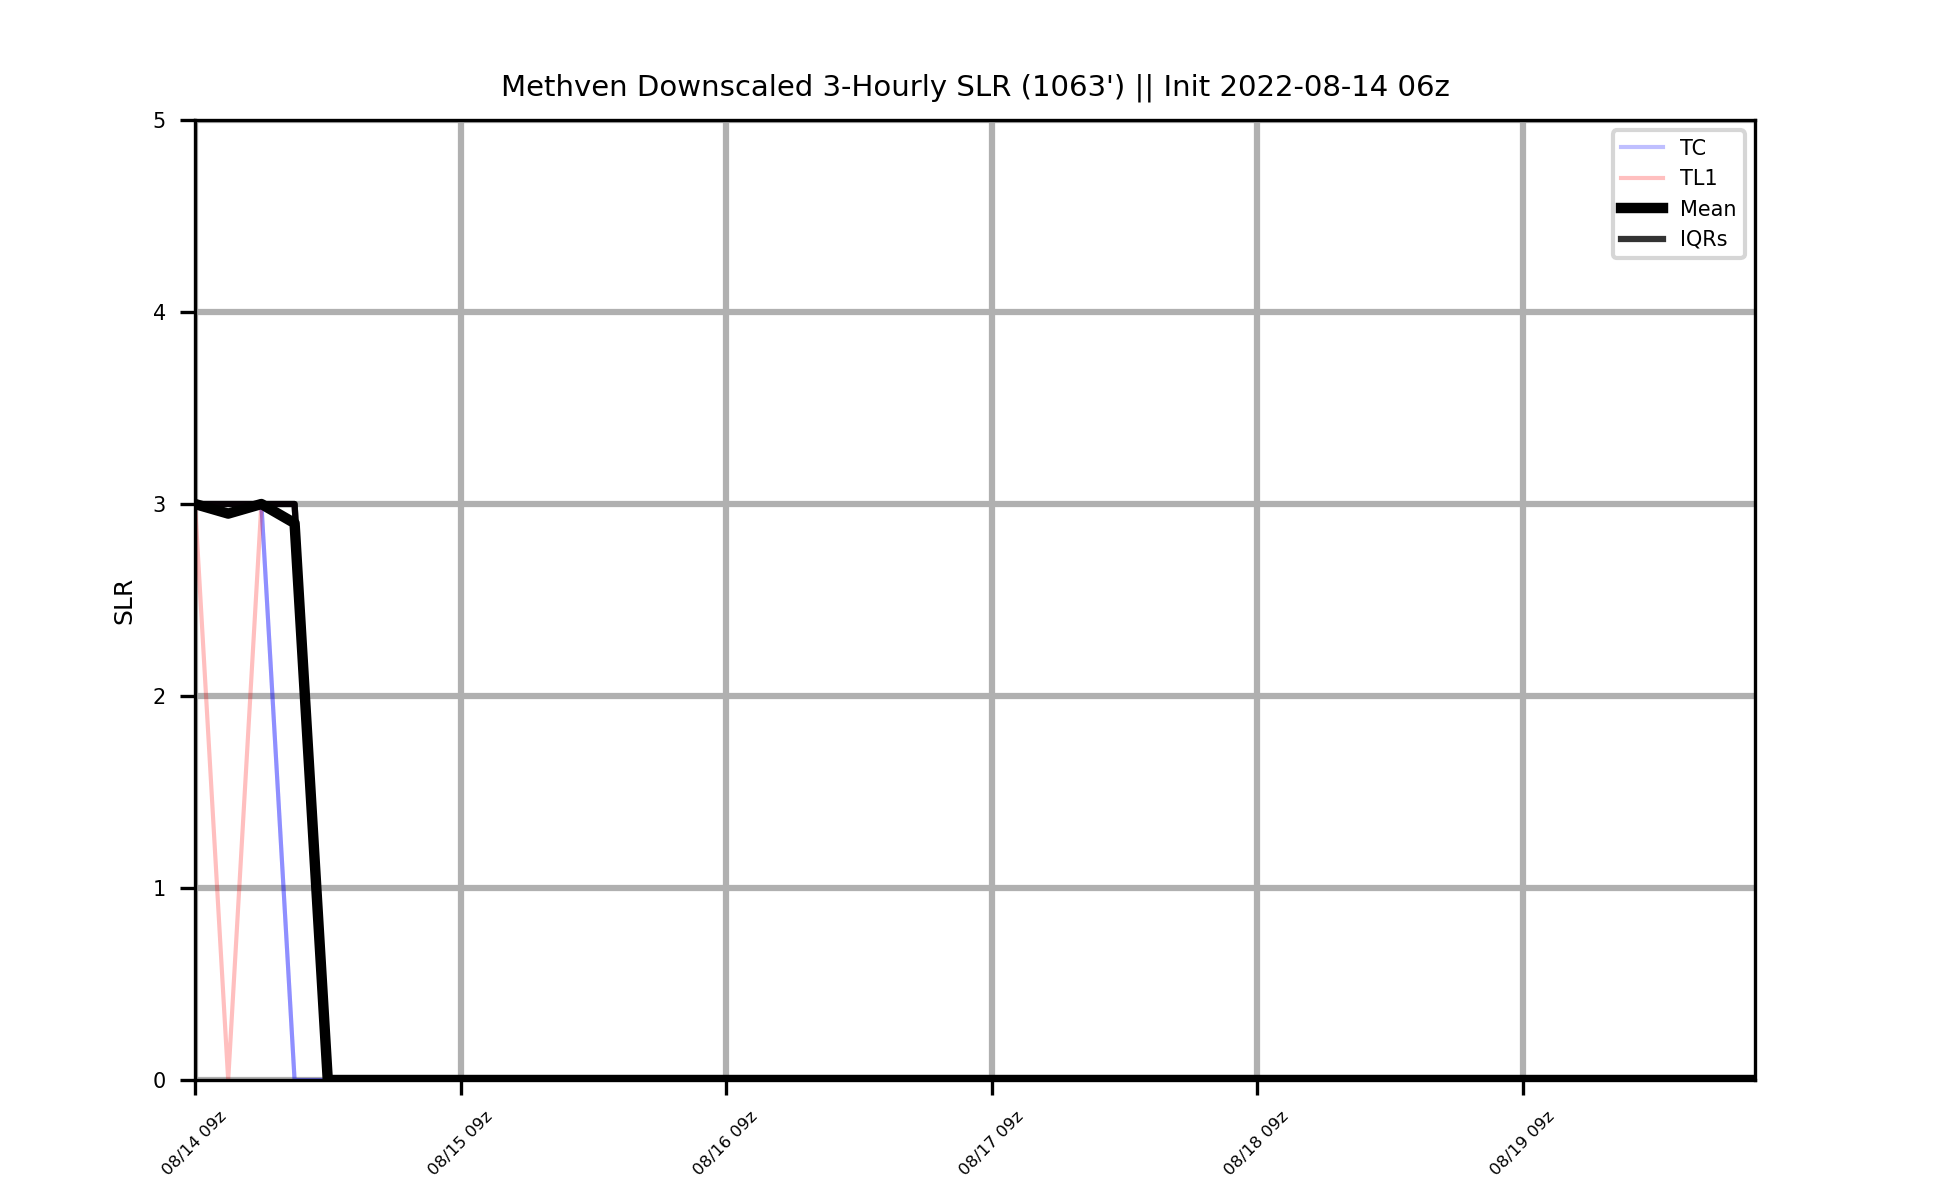 Methven Downscaled 3-Hourly SLR (1063') || Init 2022-08-14 06z
5
4
3
2
1
0
SLR
TC
TL1
Mean
IQRs
08/14 09z
08/15 09z
08/16 09z
08/17 09z
08/18 09z
08/19 09z